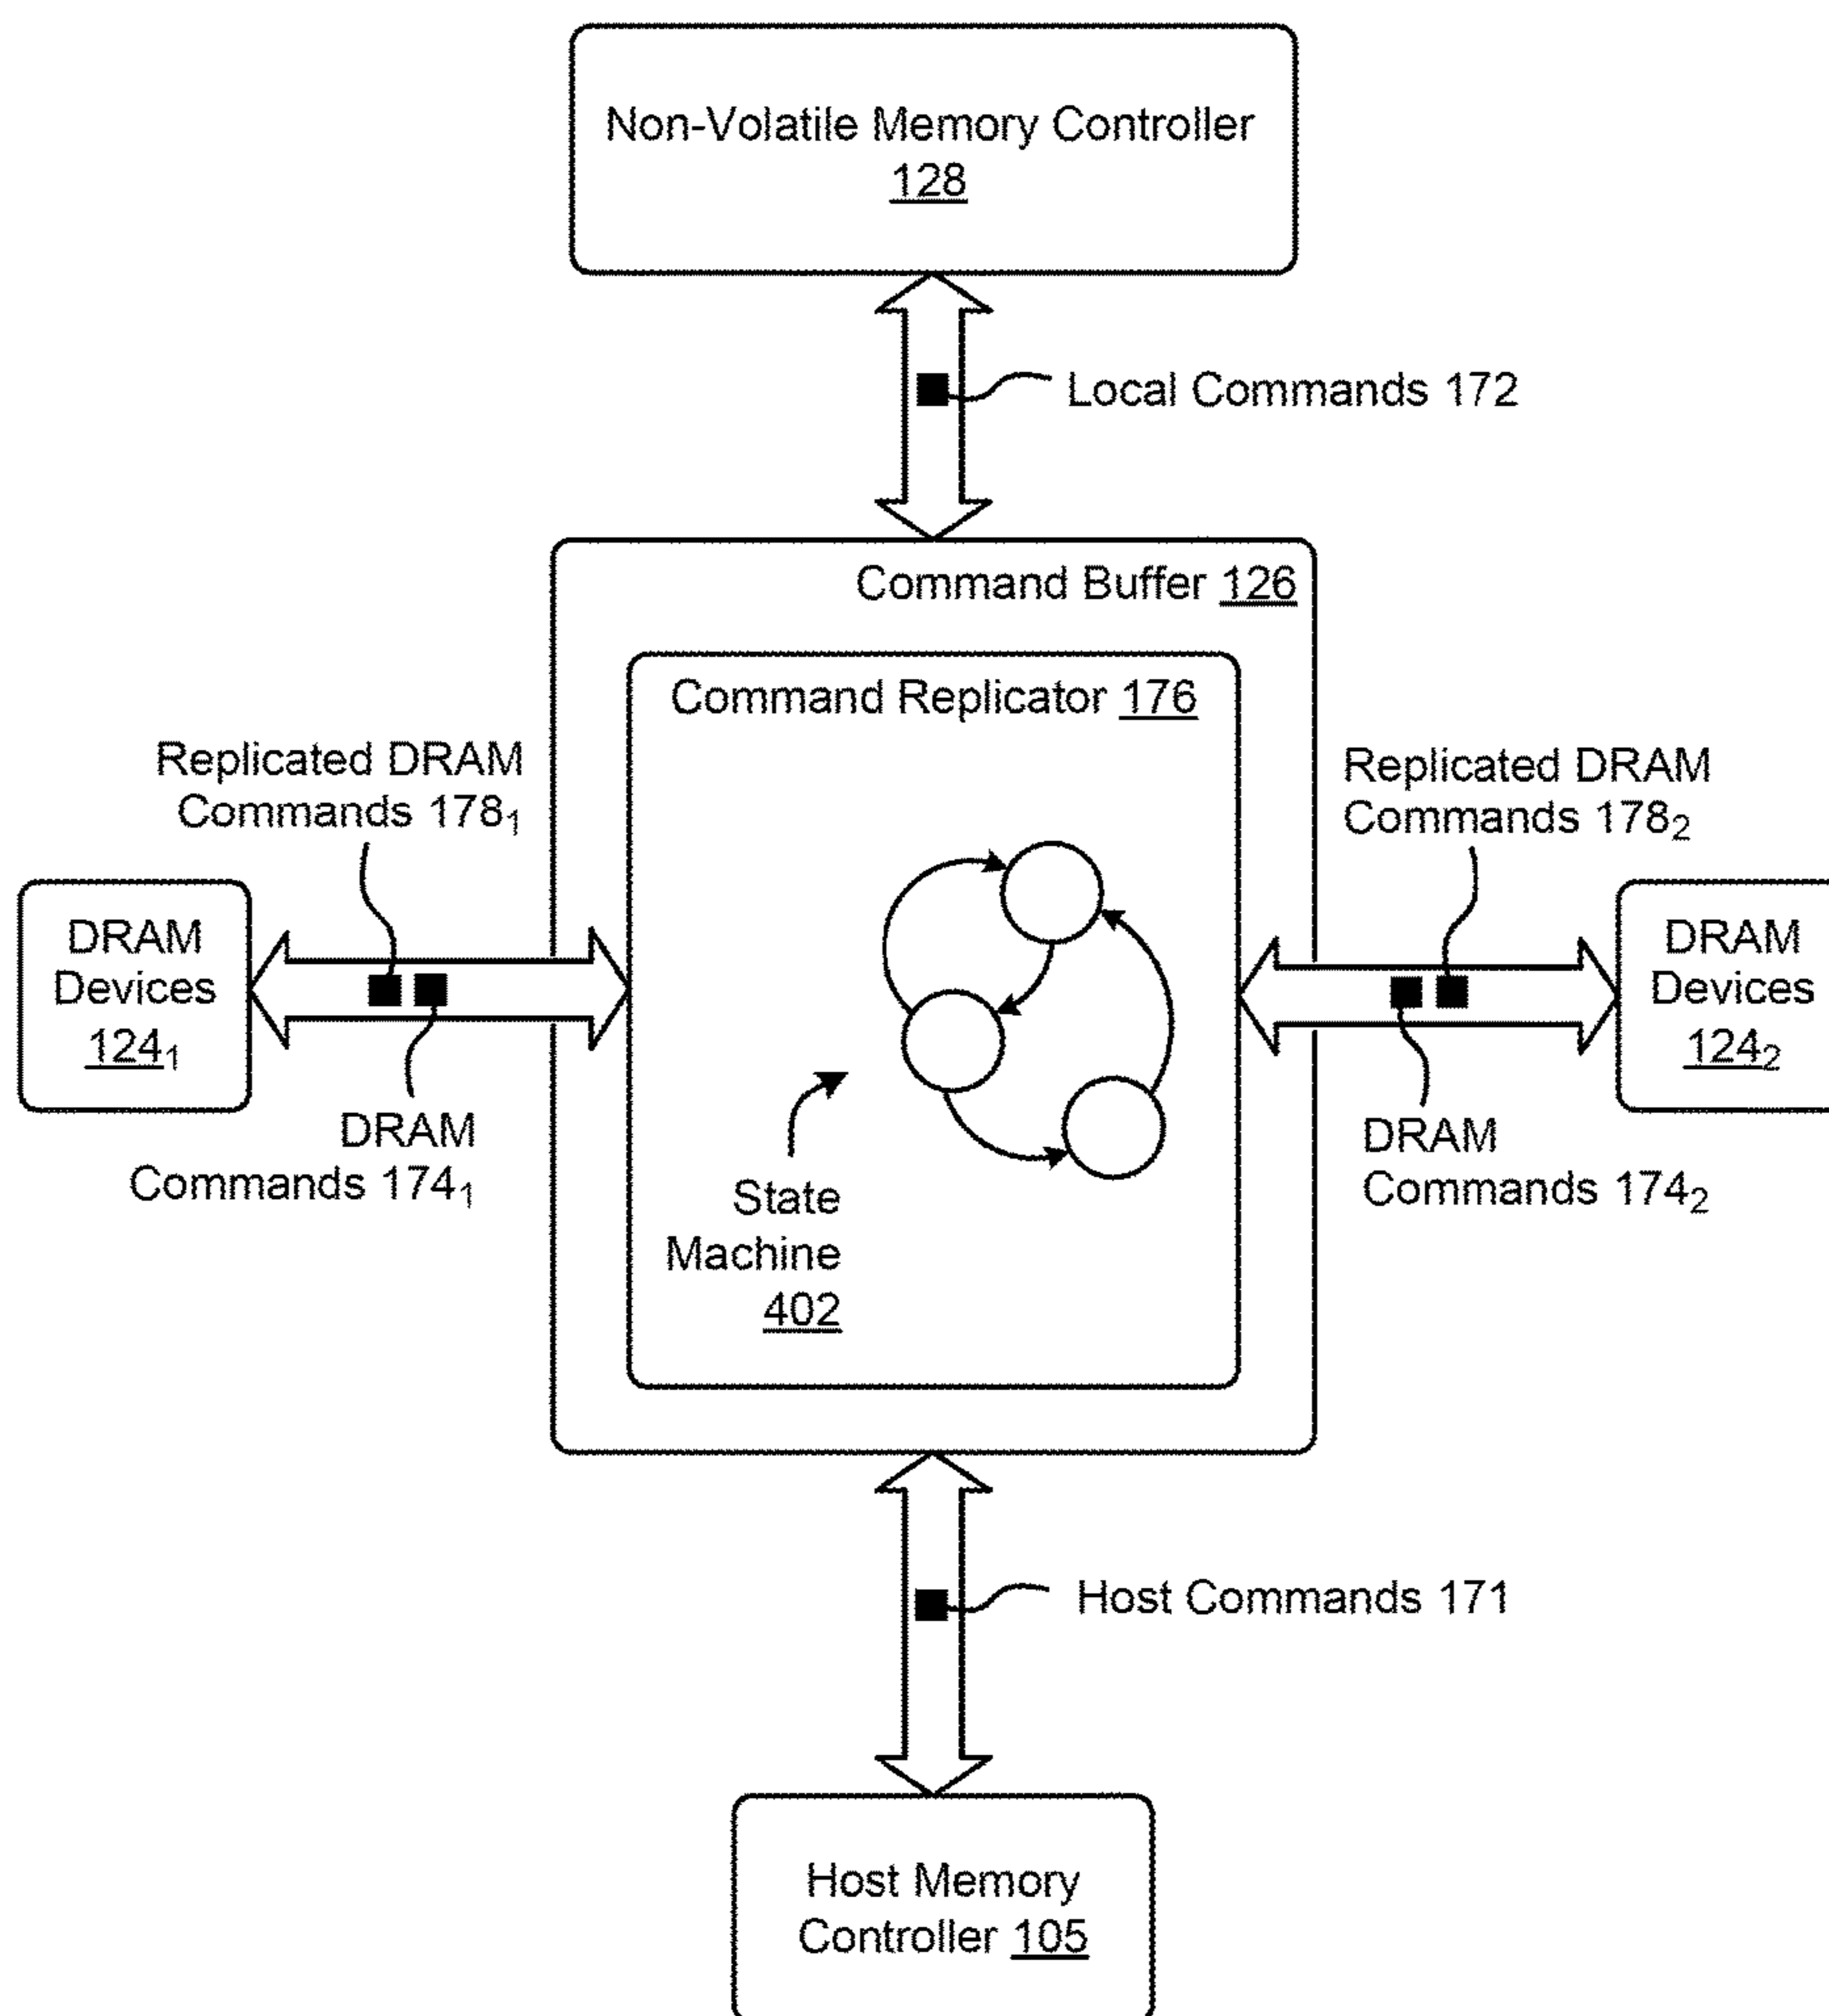 Non-Volatile Memory Controller
128
Local Commands 172
Command Buffer 126
Command Replicator 176
Replicated DRAM
Commands 178₁
Replicated DRAM
Commands 178₂
DRAM
Devices
124₁
DRAM
Devices
124₂
DRAM
Commands 174₁
DRAM
Commands 174₂
State
Machine
402
Host Commands 171
Host Memory
Controller 105